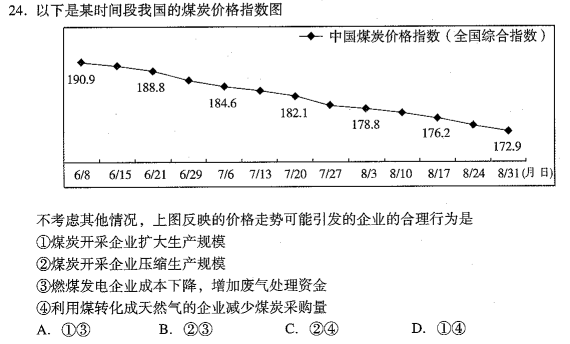 24. 以下是某时间段我国的煤炭价格指数图
中国煤炭价格指数（全国综合指数）
190.9
188.8
184.6
182.1
178.8
176.2
172.9
6/8 6/15 6/21 6/29 7/6 7/13 7/20 7/27 8/3 8/10 8/17 8/24 8/31(月 日)
不考虑其他情况，上图反映的价格走势可能引发的企业的合理行为是
①煤炭开采企业扩大生产规模
②煤炭开采企业压缩生产规模
③燃煤发电企业成本下降，增加废气处理资金
④利用煤转化成天然气的企业减少煤炭采购量
A. ①③ B. ②③ C. ②④ D. ①④